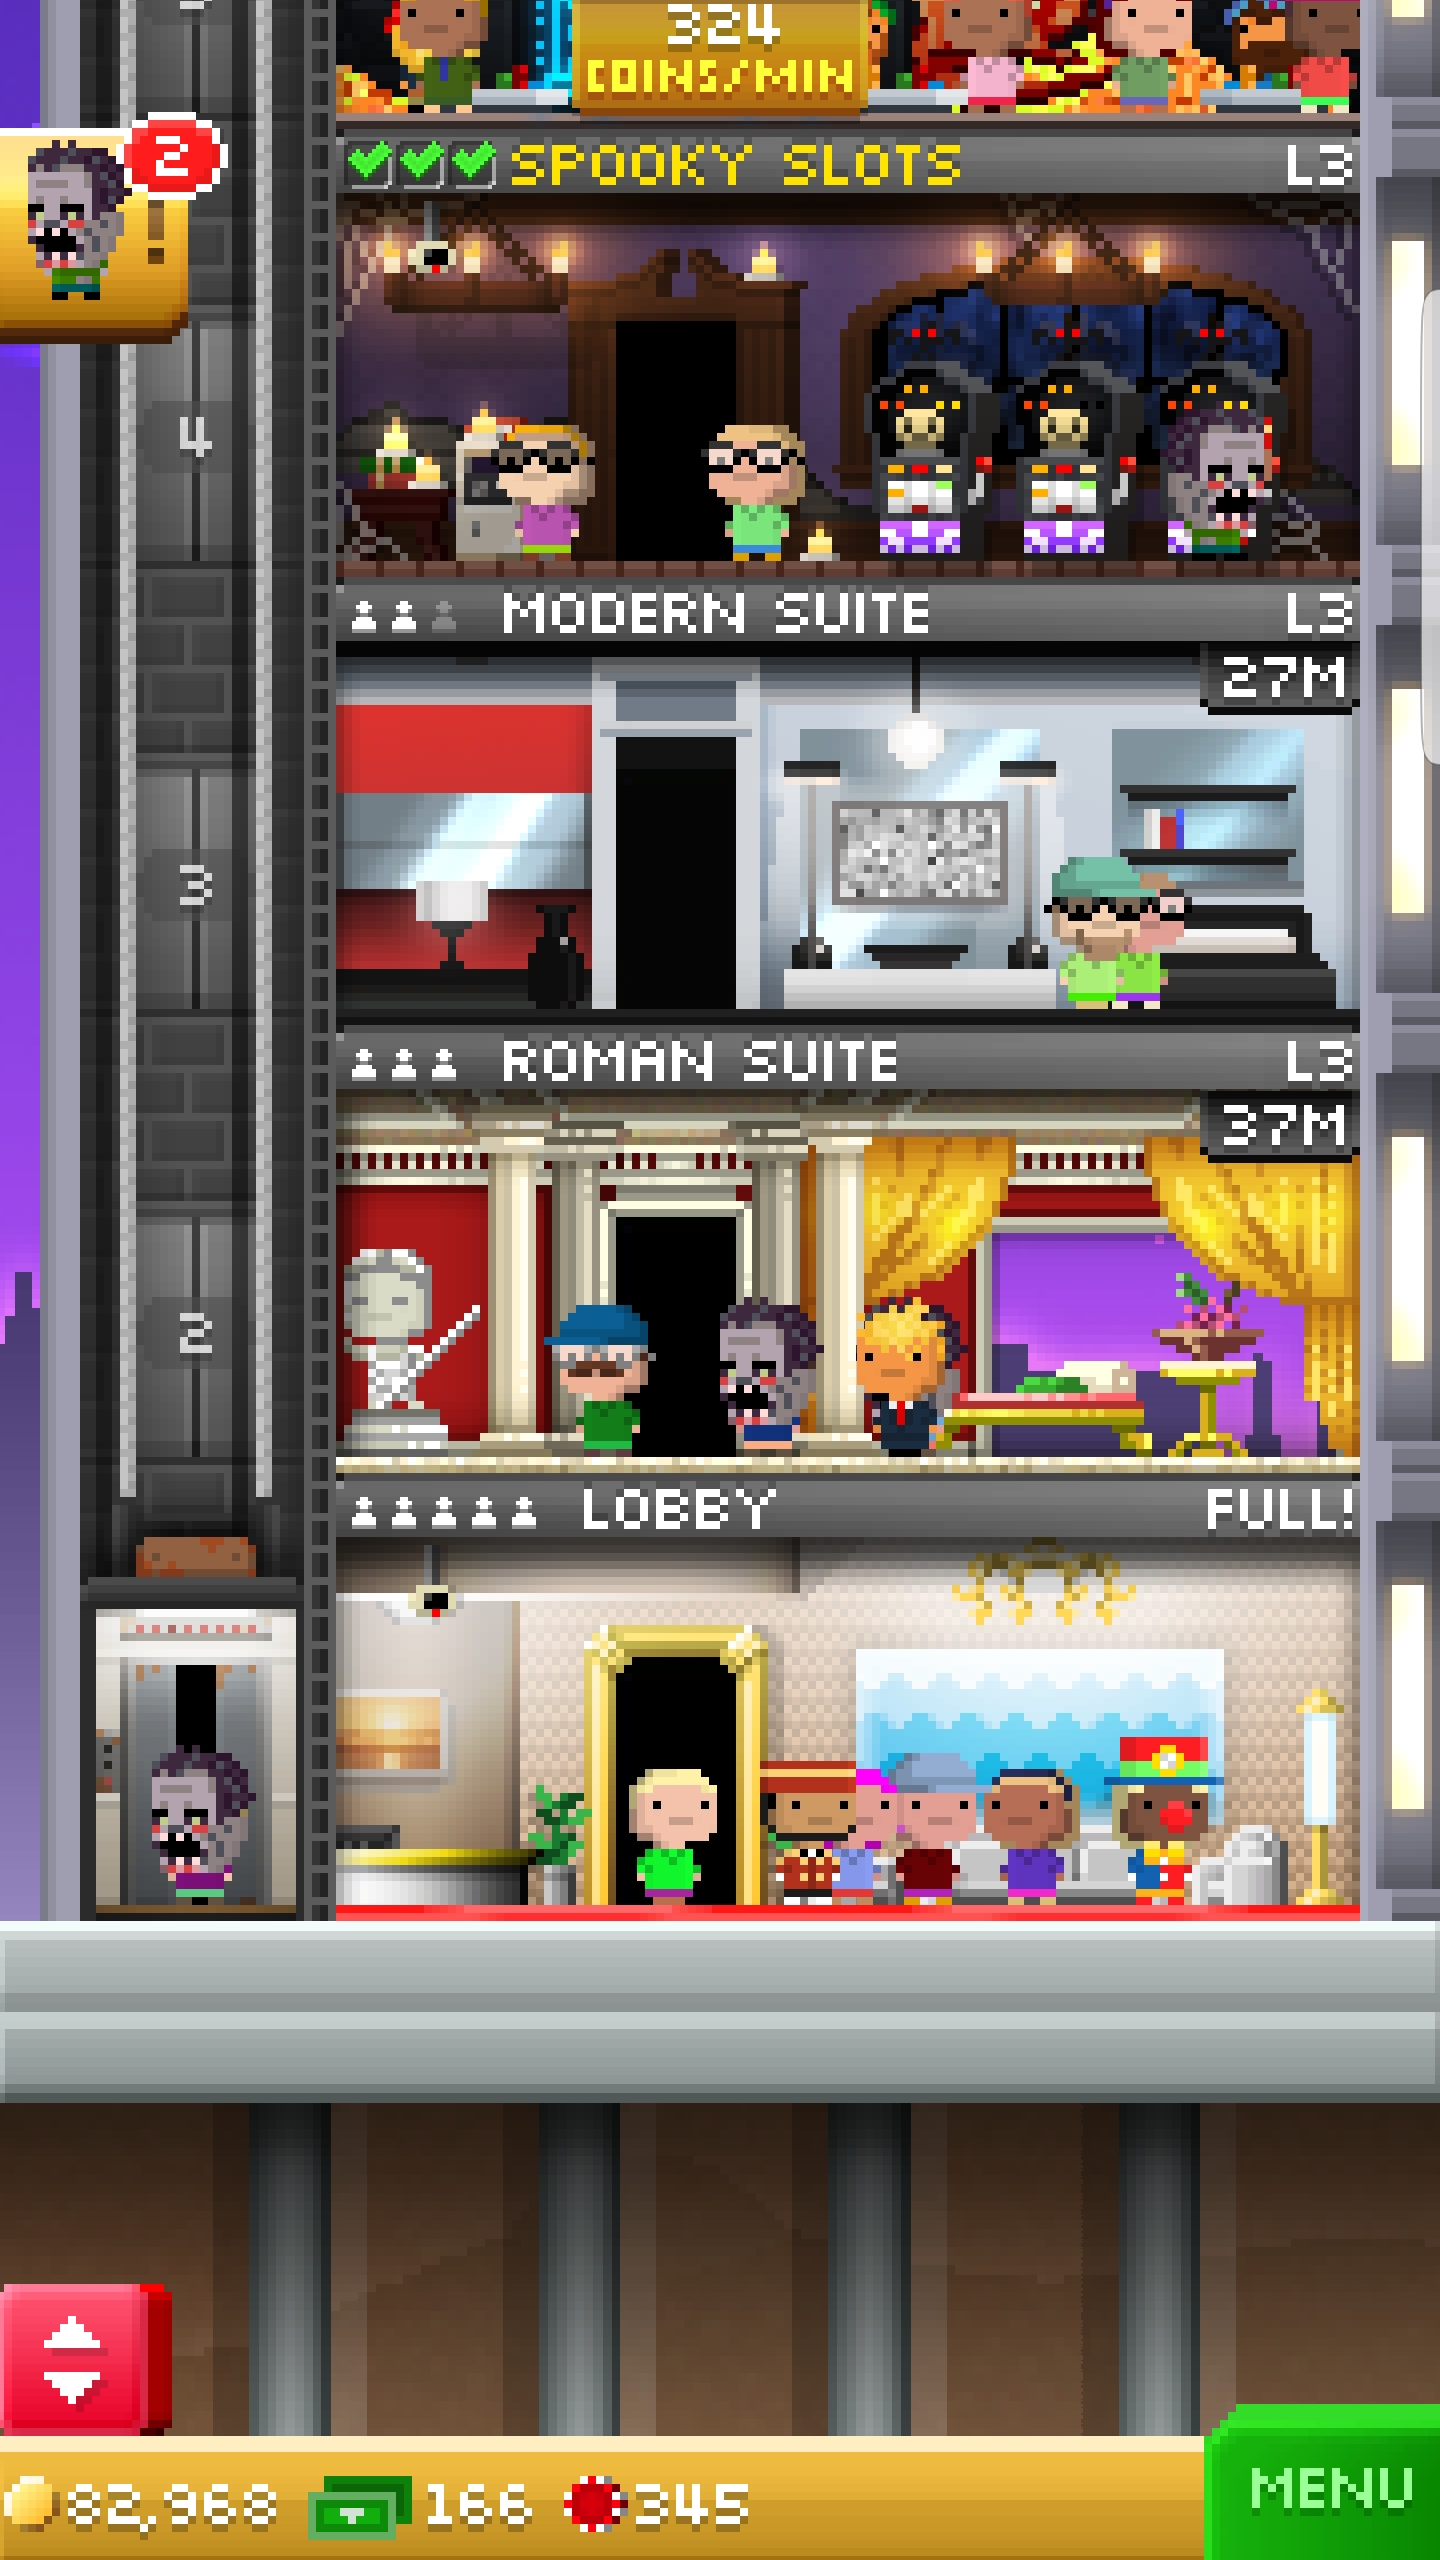 324
COINS/MIN
2
!
SPOOKY SLOTS L3
4
MODERN SUITE L3
27M
3
ROMAN SUITE L3
37M
2
LOBBY FULL!
82,968 166 345
MENU